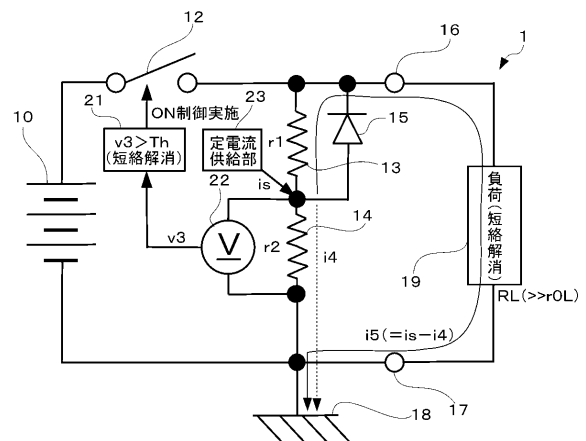 12
16
1
21
ON制御実施
23
10
v3>Th
(短絡解消)
定電流
供給部
r1
15
13
is
22
14
負荷(短絡解消)
v3
V
r2
i4
19
RL(>>r0L)
i5(=is−i4)
17
18